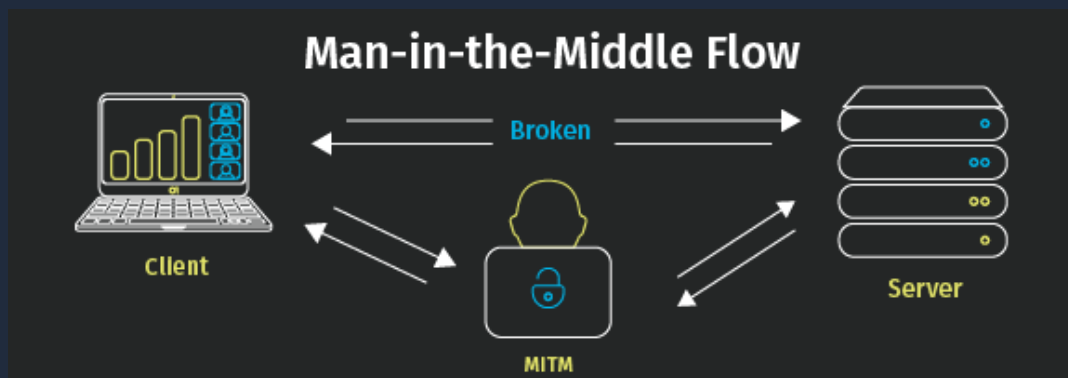 Man-in-the-Middle Flow
Broken
Client
Server
MITM